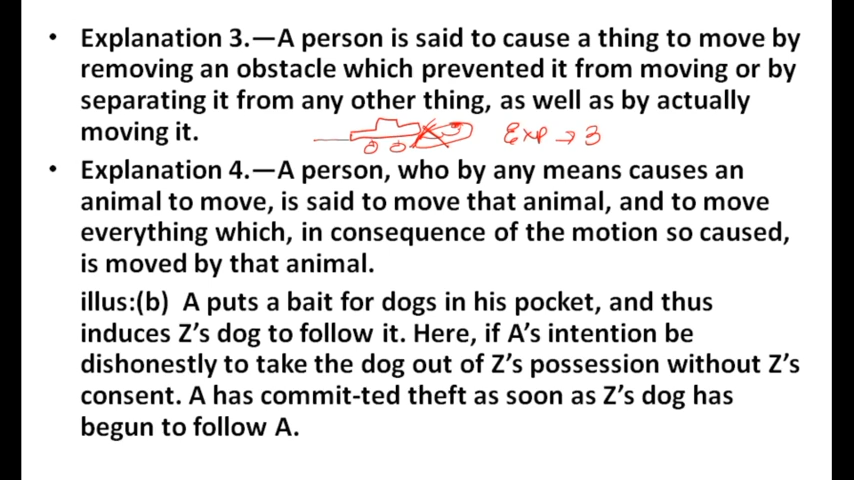 • Explanation 3.—A person is said to cause a thing to move by
removing an obstacle which prevented it from moving or by
separating it from any other thing, as well as by actually
moving it.
Exp → 3
• Explanation 4.—A person, who by any means causes an
animal to move, is said to move that animal, and to move
everything which, in consequence of the motion so caused,
is moved by that animal.
illus:(b) A puts a bait for dogs in his pocket, and thus
induces Z’s dog to follow it. Here, if A’s intention be
dishonestly to take the dog out of Z’s possession without Z’s
consent. A has commit-ted theft as soon as Z’s dog has
begun to follow A.